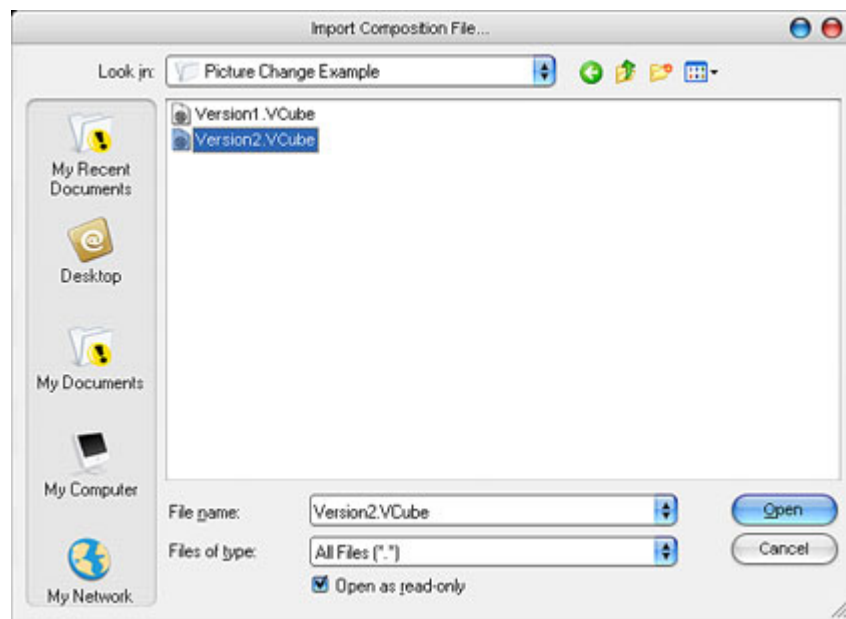 Import Composition File...
Look in:
Picture Change Example
Version1.VCube
Version2.VCube
My Recent
Documents
Desktop
My Documents
My Computer
My Network
File name:
Version2.VCube
Open
Files of type:
All Files (".")
Cancel
Open as read-only